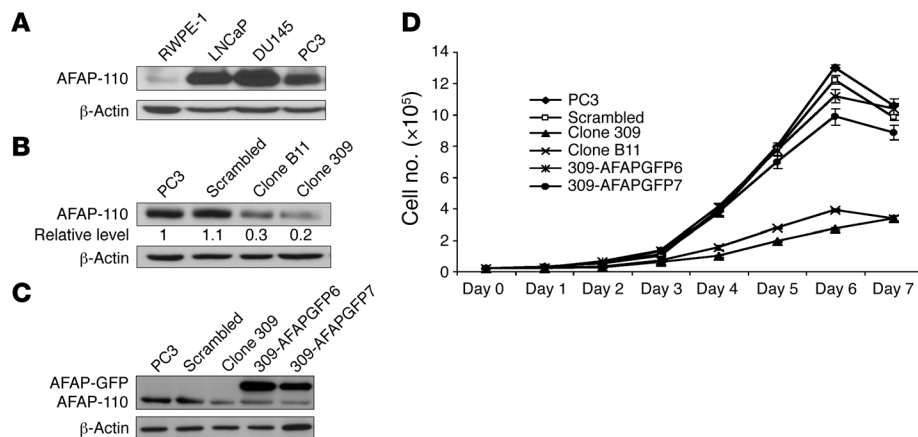 A
RWPE-1 LNCaP DU145 PC3
AFAP-110
β-Actin
B
PC3 Scrambled Clone B11 Clone 309
AFAP-110
Relative level 1 1.1 0.3 0.2
β-Actin
C
PC3 Scrambled Clone 309 309-AFAPGFP6 309-AFAPGFP7
AFAP-GFP
AFAP-110
β-Actin
D
Cell no. (×10⁵)
14
12
10
8
6
4
2
0
PC3
Scrambled
Clone 309
Clone B11
309-AFAPGFP6
309-AFAPGFP7
Day 0 Day 1 Day 2 Day 3 Day 4 Day 5 Day 6 Day 7